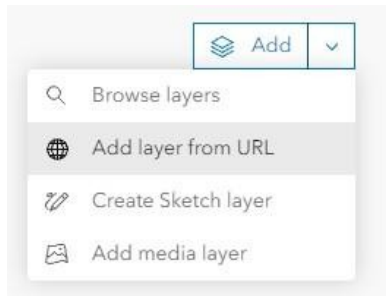 Add
Browse layers
Add layer from URL
Create Sketch layer
Add media layer